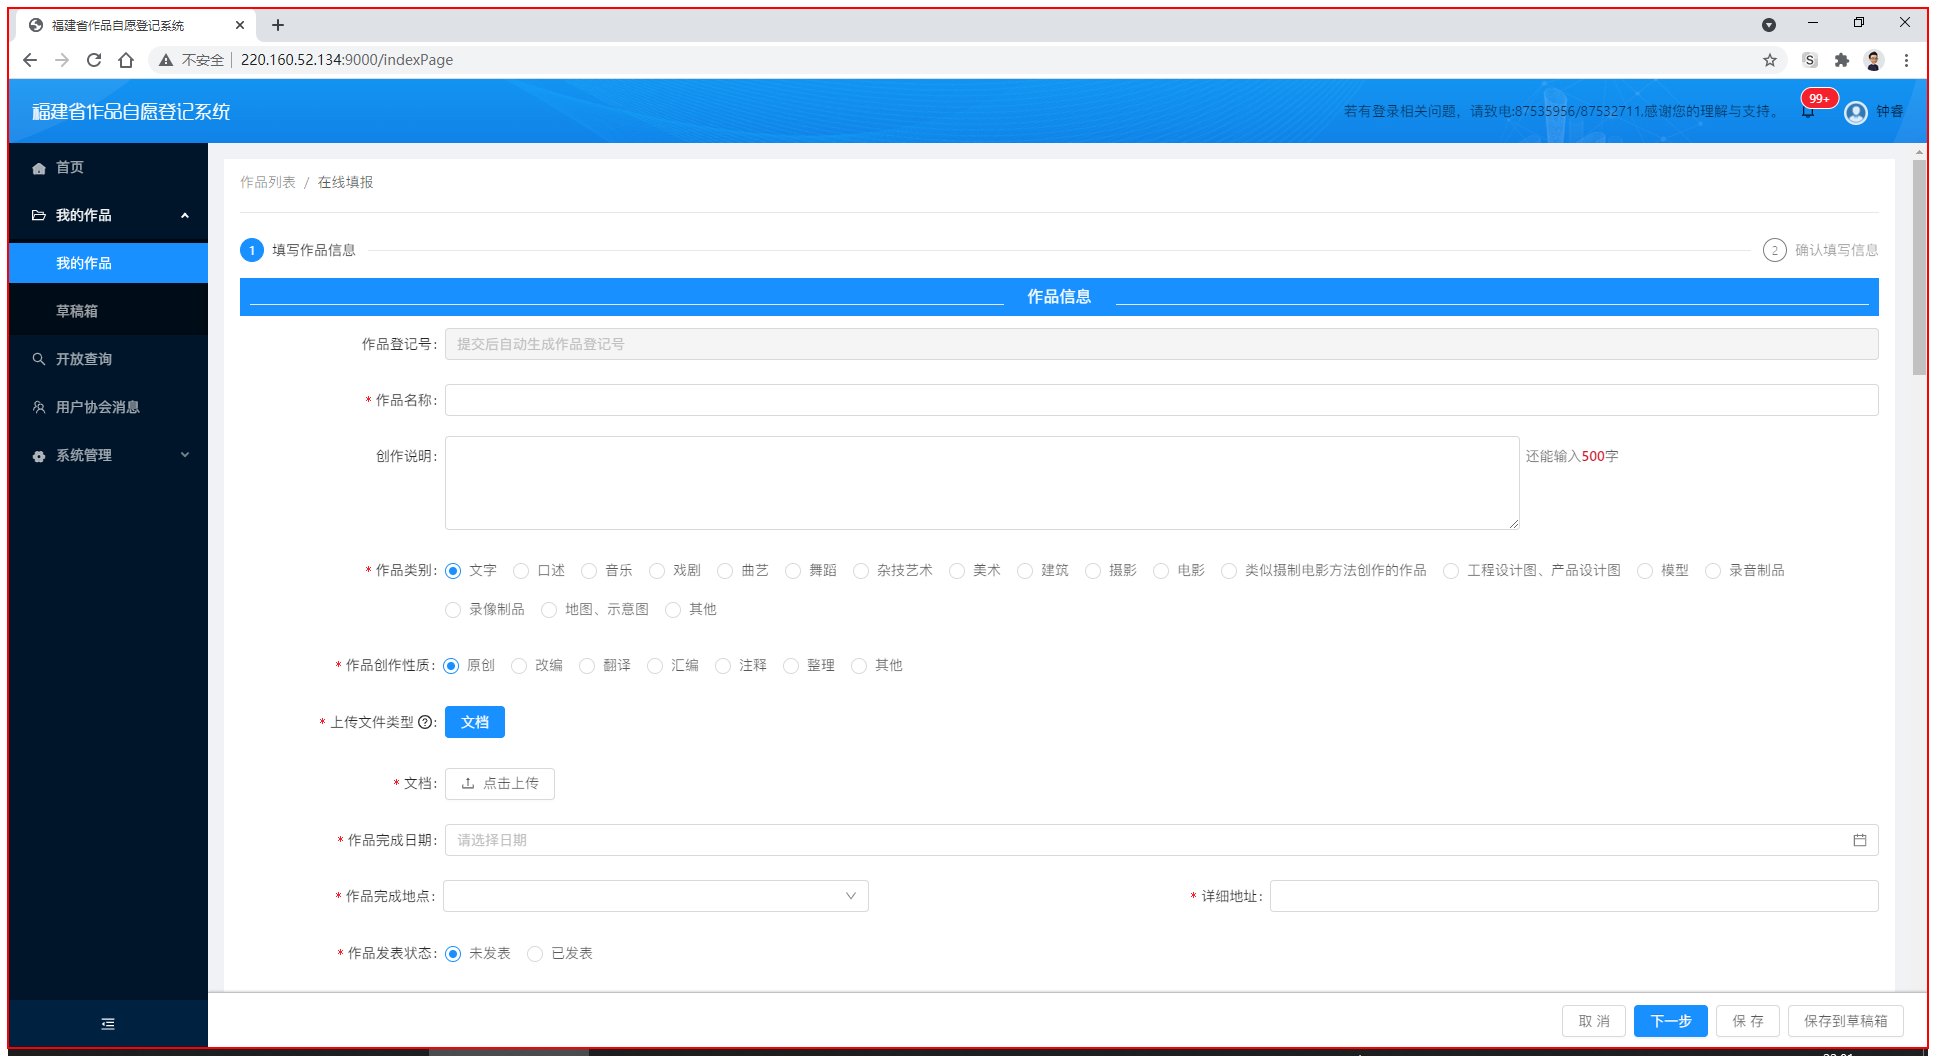 福建省作品自愿登记系统
不安全 220.160.52.134:9000/indexPage
S
福建省作品自愿登记系统
若有登录相关问题，请致电:87535956/87532711,感谢您的理解与支持。 99+ 钟睿
首页
我的作品
我的作品
草稿箱
开放查询
用户协会消息
系统管理
作品列表 / 在线填报
1 填写作品信息
2 确认填写信息
作品信息
作品登记号: 提交后自动生成作品登记号
* 作品名称:
创作说明: 还能输入500字
* 作品类别: 文字 口述 音乐 戏剧 曲艺 舞蹈 杂技艺术 美术 建筑 摄影 电影 类似摄制电影方法创作的作品 工程设计图、产品设计图 模型 录音制品
录像制品 地图、示意图 其他
* 作品创作性质: 原创 改编 翻译 汇编 注释 整理 其他
* 上传文件类型?: 文档
* 文档: 点击上传
* 作品完成日期: 请选择日期
* 作品完成地点: * 详细地址:
* 作品发表状态: 未发表 已发表
取 消 下一步 保 存 保存到草稿箱